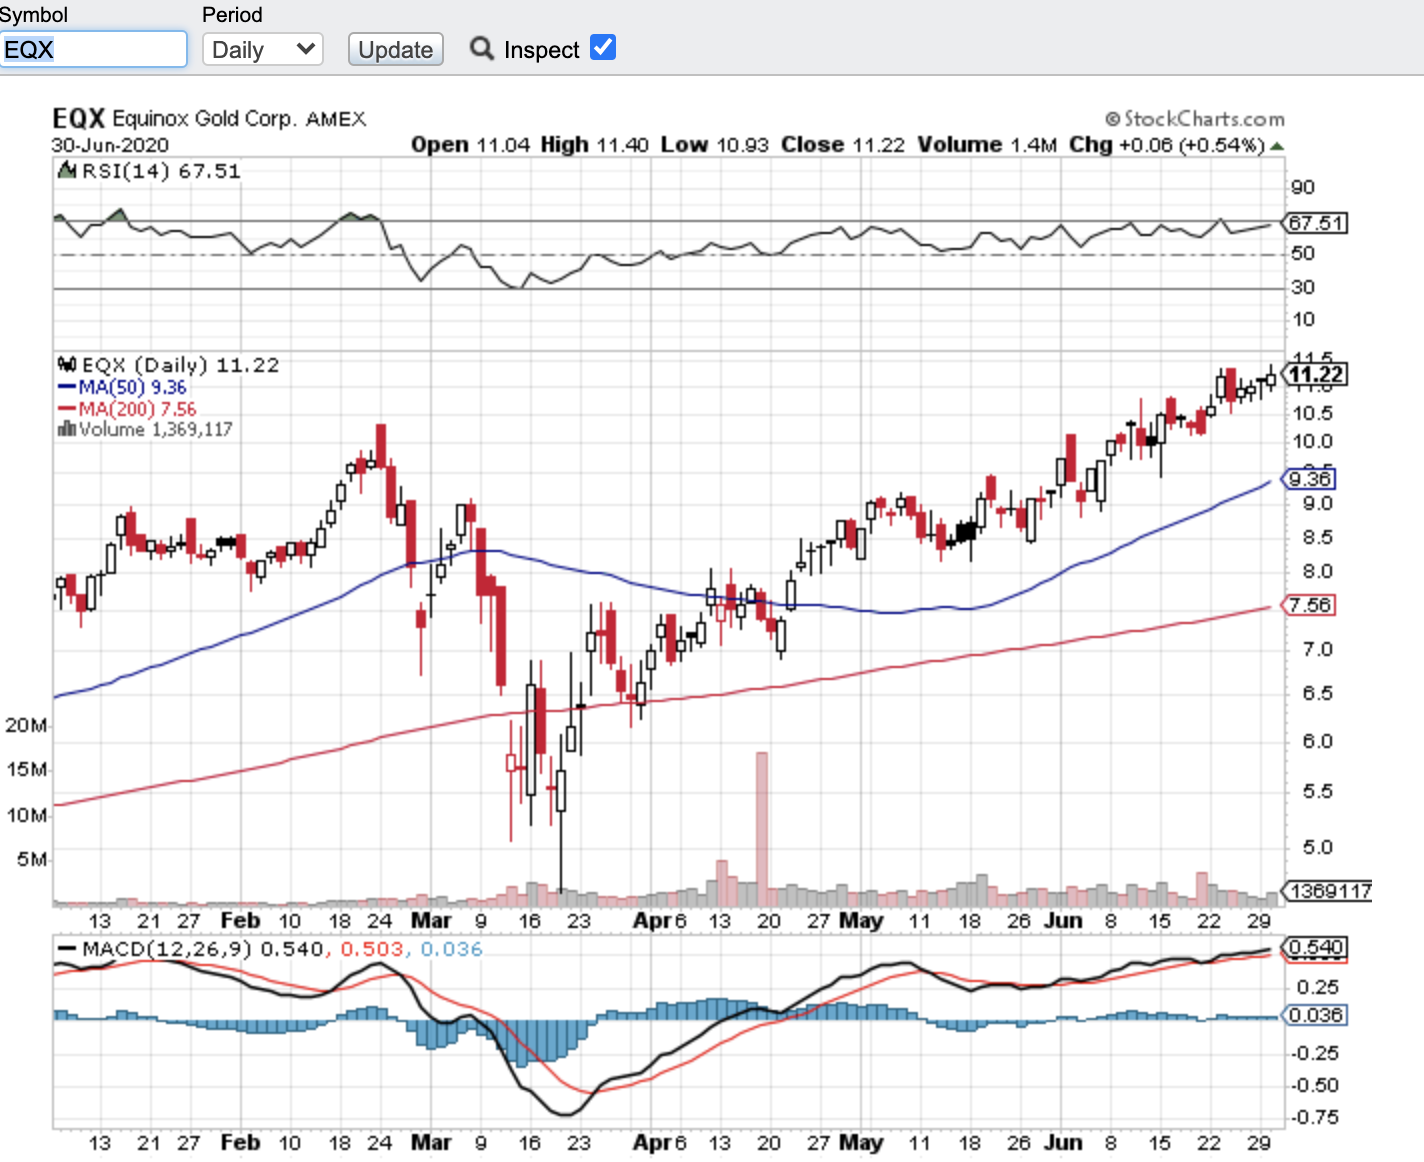 Symbol Period
EQX Daily Update Inspect
EQX Equinox Gold Corp. AMEX © StockCharts.com
30-Jun-2020 Open 11.04 High 11.40 Low 10.93 Close 11.22 Volume 1.4M Chg +0.06 (+0.54%)
RSI(14) 67.51
90
67.51
50
30
10
EQX (Daily) 11.22
MA(50) 9.36
MA(200) 7.56
Volume 1,369,117
11.5
11.22
11.0
10.5
10.0
9.5
9.36
9.0
8.5
8.0
7.56
7.0
6.5
6.0
5.5
5.0
20M
15M
10M
5M
1369117
13 21 27 Feb 10 18 24 Mar 9 16 23 Apr 6 13 20 27 May 11 18 26 Jun 8 15 22 29
MACD(12,26,9) 0.540, 0.503, 0.036
0.540
0.25
0.036
-0.25
-0.50
-0.75
13 21 27 Feb 10 18 24 Mar 9 16 23 Apr 6 13 20 27 May 11 18 26 Jun 8 15 22 29